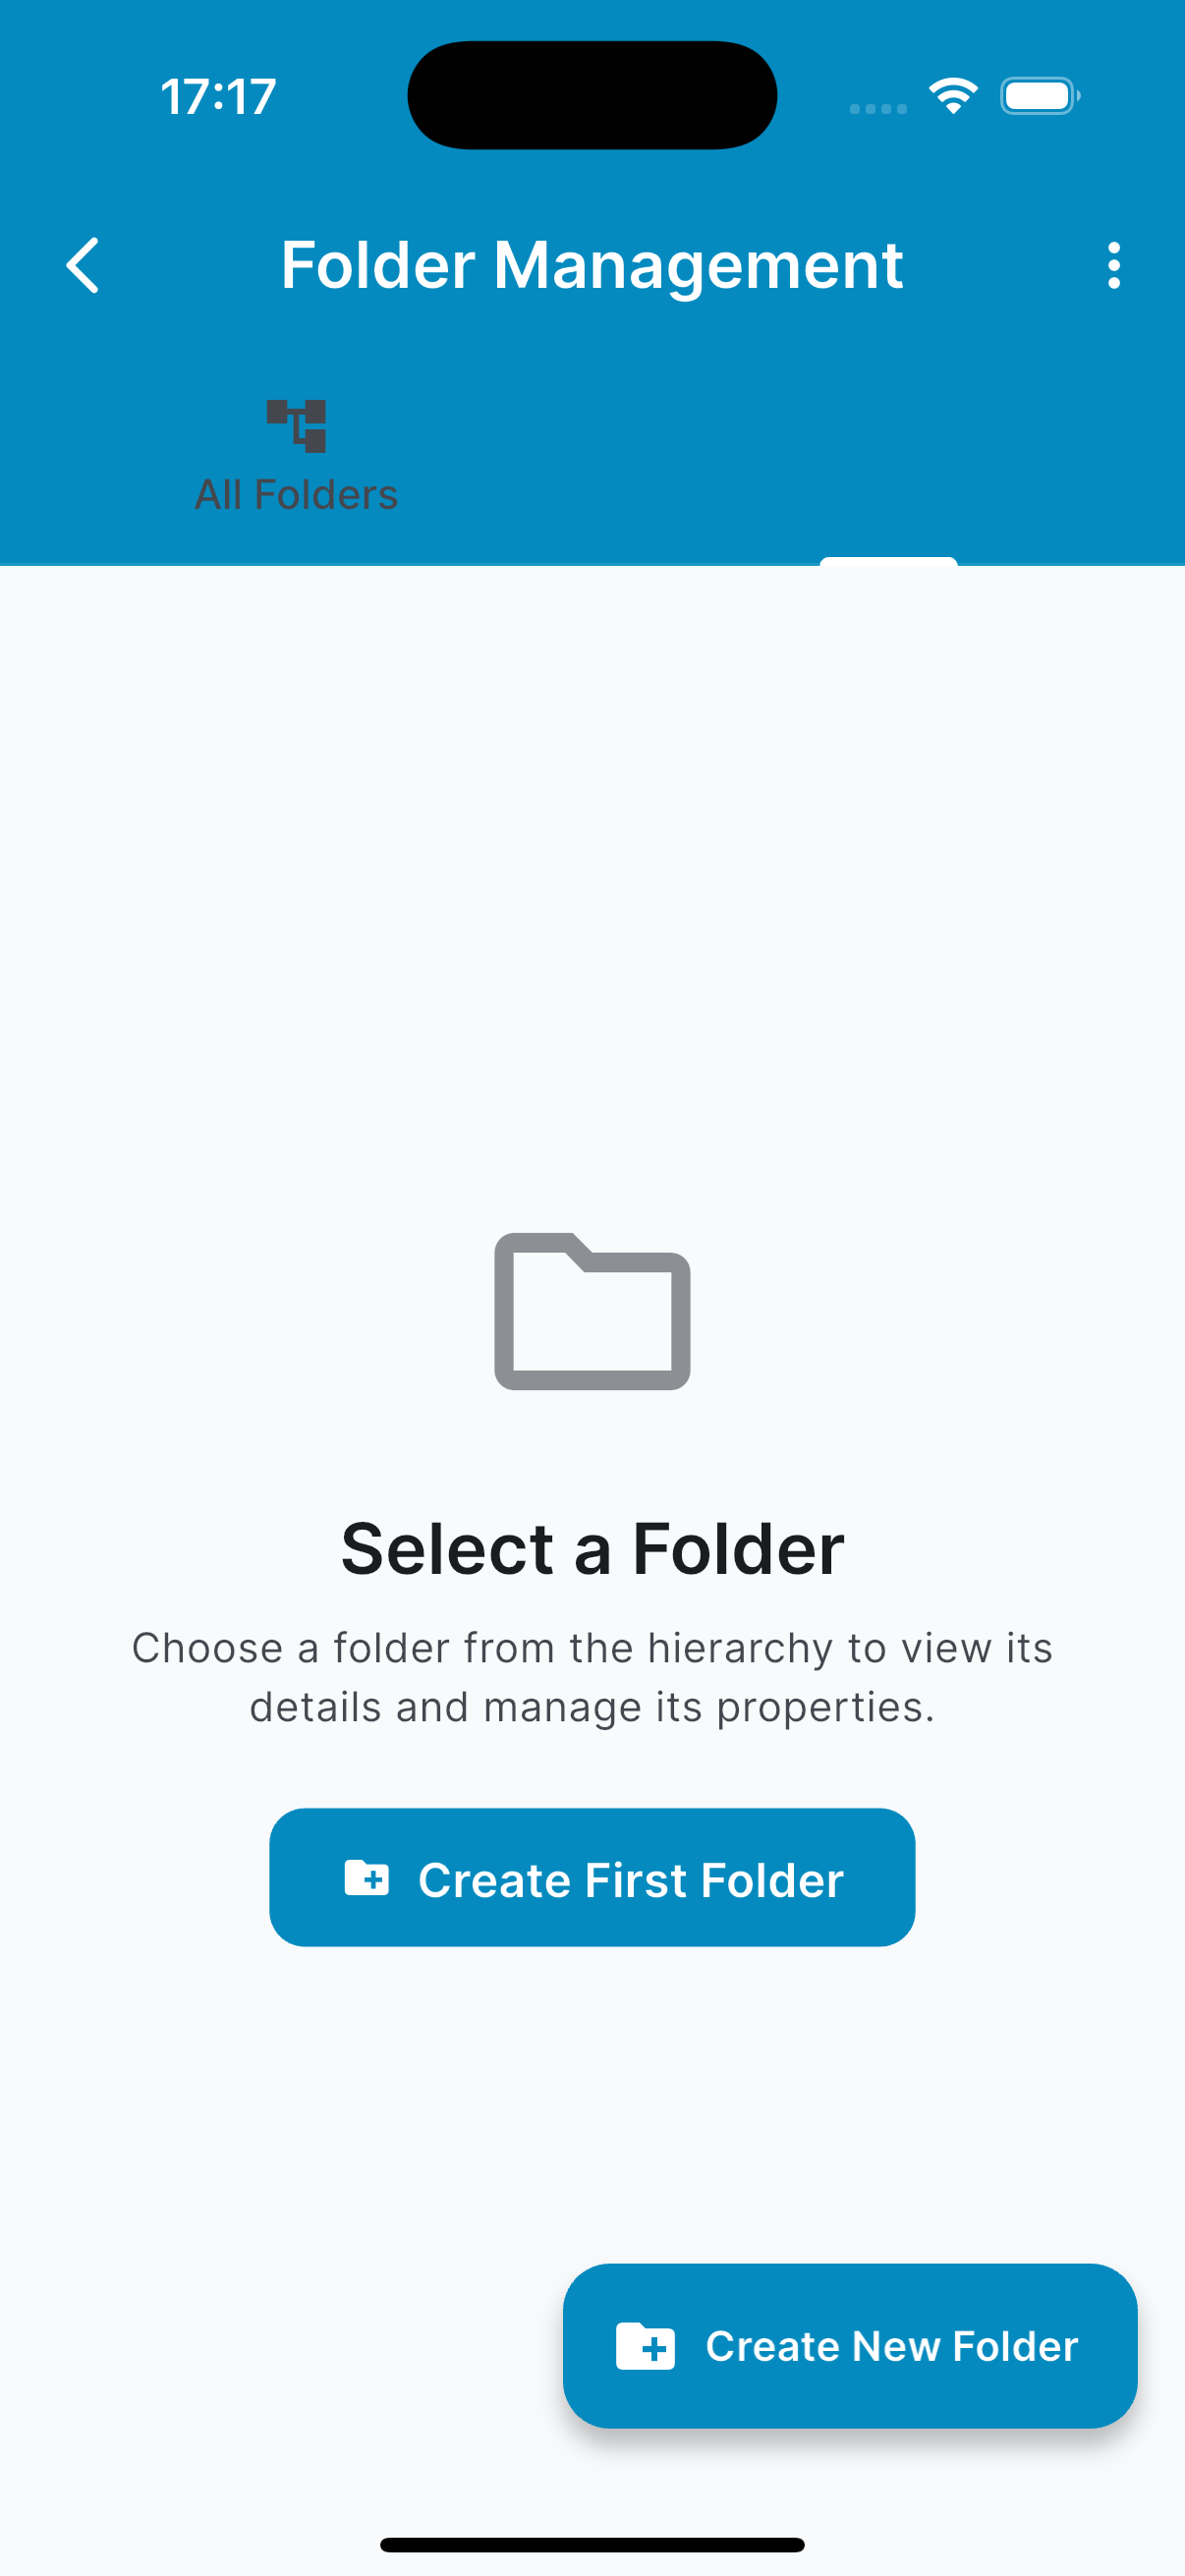 17:17
Folder Management
All Folders
Select a Folder
Choose a folder from the hierarchy to view its
details and manage its properties.
Create First Folder
Create New Folder